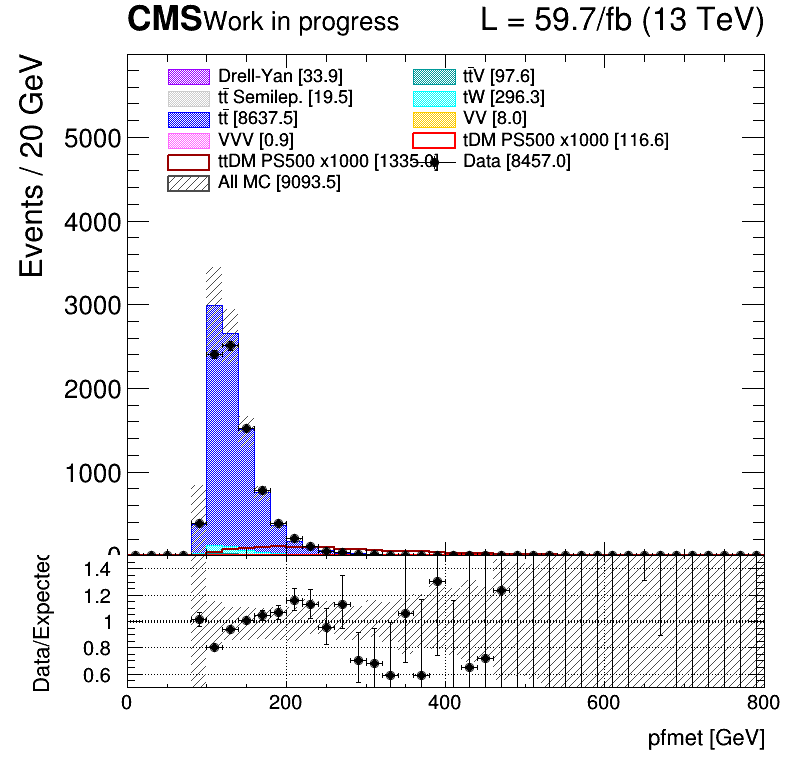 CMS Work in progress L = 59.7/fb (13 TeV)
Events / 20 GeV
Drell-Yan [33.9] tt̄V [97.6]
tt̄ Semilep. [19.5] tW [296.3]
tt̄ [8637.5] VV [8.0]
VVV [0.9] tDM PS500 x1000 [116.6]
ttDM PS500 x1000 [1335.0] Data [8457.0]
All MC [9093.5]
5000
4000
3000
2000
1000
0
Data/Expected
1.4
1.2
1
0.8
0.6
0 200 400 600 800
pfmet [GeV]